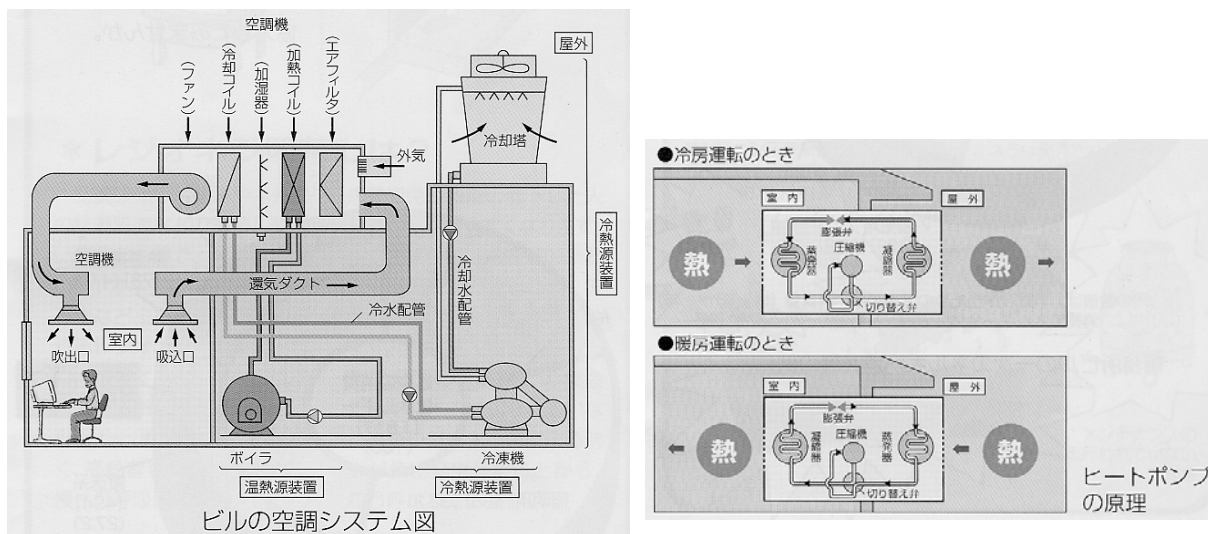 空調機
(ファン)
(冷却コイル)
(加湿器)
(加熱コイル)
(エアフィルタ)
屋外
冷却塔
外気
冷熱源装置
空調機
還気ダクト
冷却水配管
冷水配管
室内
吹出口
吸込口
ボイラ
冷凍機
温熱源装置
冷熱源装置
ビルの空調システム図
●冷房運転のとき
室内
屋外
膨張弁
熱
蒸発器
圧縮機
凝縮器
熱
切り替え弁
●暖房運転のとき
室内
屋外
膨張弁
熱
凝縮器
圧縮機
蒸発器
熱
切り替え弁
ヒートポンプ
の原理